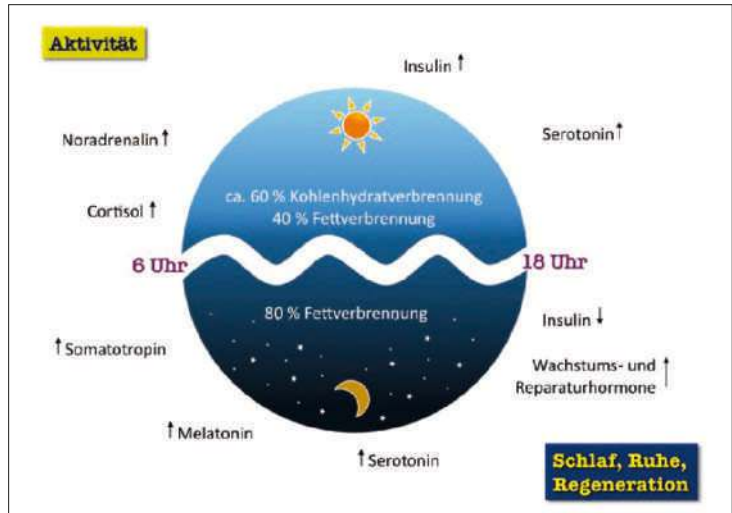 Aktivität
Insulin ↑
Noradrenalin ↑
Serotonin ↑
ca. 60 % Kohlenhydratverbrennung
40 % Fettverbrennung
Cortisol ↑
6 Uhr
18 Uhr
80 % Fettverbrennung
Insulin ↓
↑ Somatotropin
Wachstums- und ↑
Reparaturhormone
↑ Melatonin
↑ Serotonin
Schlaf, Ruhe,
Regeneration